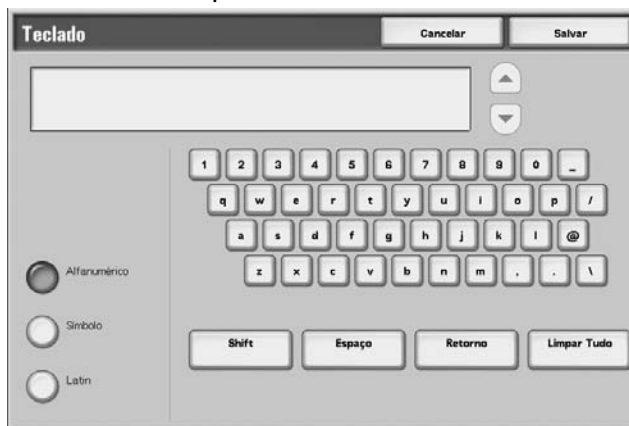 Teclado Cancelar Salvar
1 2 3 4 5 6 7 8 9 0 _
q w e r t y u i o p /
a s d f g h j k l @
z x c v b n m , . \
Alfanumérico
Símbolo
Latin
Shift Espaço Retorno Limpar Tudo